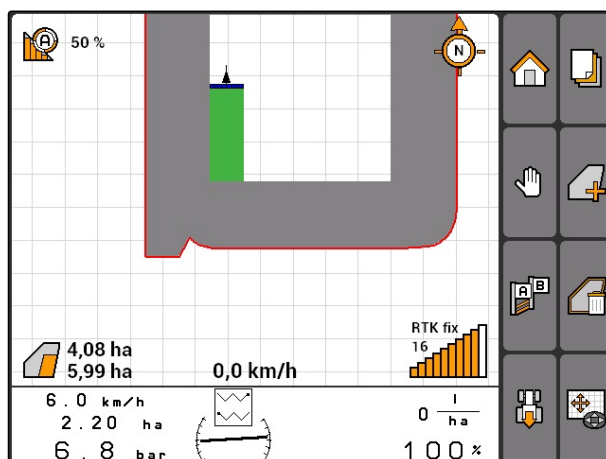 A 50 %
N
A B
RTK fix
16
4,08 ha
5,99 ha
0,0 km/h
6.0 km/h
2.20 ha
6.8 bar
0 l/ha
100%